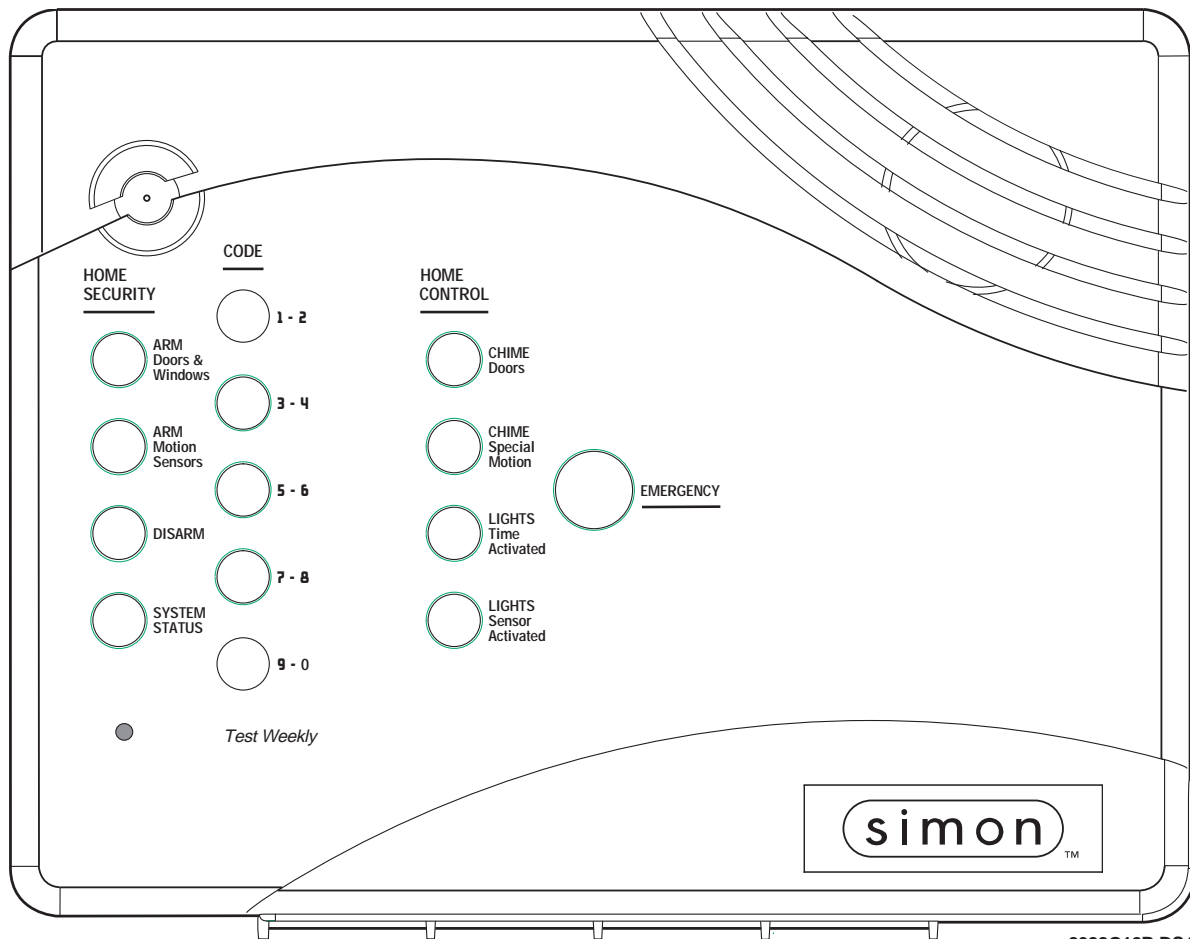 CODE
HOME
SECURITY
HOME
CONTROL
1 - 2
ARM
Doors &
Windows
CHIME
Doors
3 - 4
ARM
Motion
Sensors
CHIME
Special
Motion
5 - 6
EMERGENCY
DISARM
LIGHTS
Time
Activated
7 - 8
SYSTEM
STATUS
LIGHTS
Sensor
Activated
9 - 0
Test Weekly
simon
TM